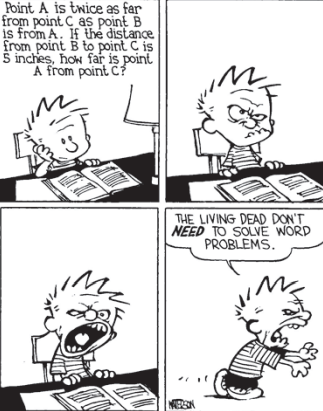 Point A is twice as far
from point C as point B
is from A. If the distance
from point B to point C is
5 inches, how far is point
A from point C?
THE LIVING DEAD DON'T
NEED TO SOLVE WORD
PROBLEMS.
WATTERSON